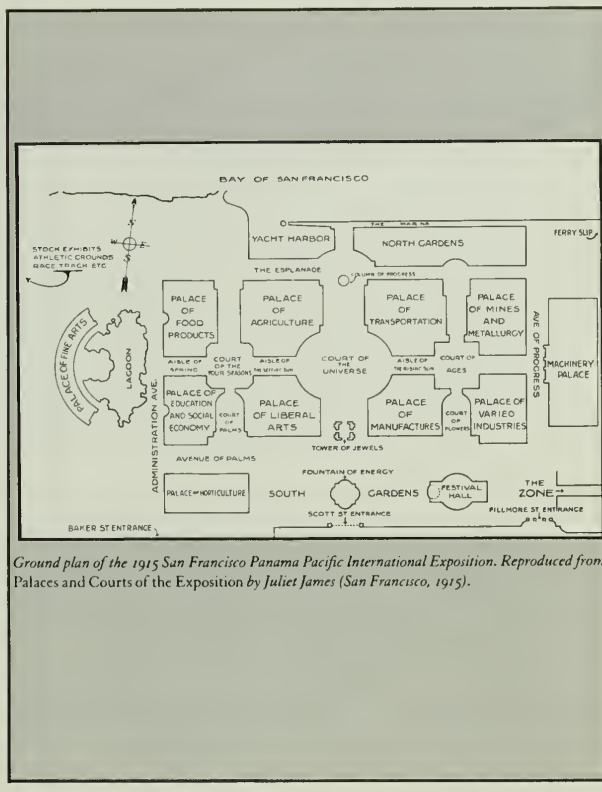 BAY OF SAN FRANCISCO
N
W
E
S
STOCK EXHIBITS
ATHLETIC GROUNDS
RACE TRACK ETC
YACHT HARBOR
THE MARINA
NORTH GARDENS
FERRY SLIP
THE ESPLANADE
COLUMN OF PROGRESS
PALACE
OF
FOOD
PRODUCTS
PALACE
OF
AGRICULTURE
PALACE
OF
TRANSPORTATION
PALACE
OF MINES
AND
METALLURGY
AVE OF PROGRESS
MACHINERY
PALACE
PALACE OF FINE ARTS
LAGOON
ADMINISTRATION AVE.
AISLE OF
SPRING
COURT
OF THE
FOUR SEASONS
AISLE OF
THE SETTING SUN
COURT OF
THE
UNIVERSE
AISLE OF
THE RISING SUN
COURT OF
AGES
PALACE OF
EDUCATION
AND SOCIAL
ECONOMY
COURT
OF
PALMS
PALACE
OF LIBERAL
ARTS
PALACE
OF
MANUFACTURES
COURT
OF
FLOWERS
PALACE OF
VARIED
INDUSTRIES
TOWER OF JEWELS
AVENUE OF PALMS
FOUNTAIN OF ENERGY
PALACE OF HORTICULTURE
SOUTH
GARDENS
FESTIVAL
HALL
THE
ZONE
SCOTT ST ENTRANCE
FILLMORE ST ENTRANCE
BAKER ST ENTRANCE
Ground plan of the 1915 San Francisco Panama Pacific International Exposition. Reproduced from
Palaces and Courts of the Exposition by Juliet James (San Francisco, 1915).